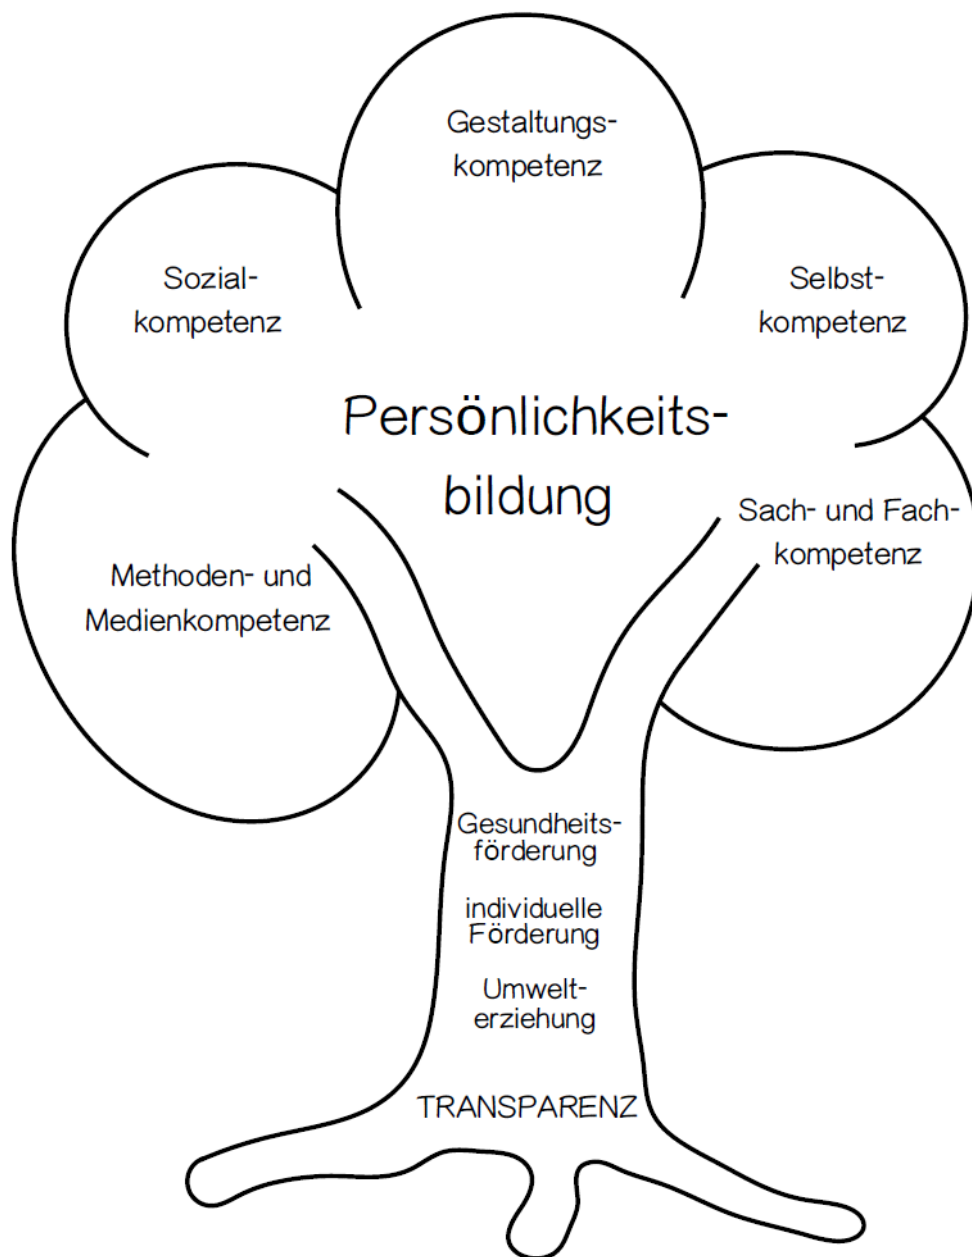 Gestaltungs-
kompetenz
Sozial-
kompetenz
Selbst-
kompetenz
Persönlichkeits-
bildung
Sach- und Fach-
kompetenz
Methoden- und
Medienkompetenz
Gesundheits-
förderung
individuelle
Förderung
Umwelt-
erziehung
TRANSPARENZ